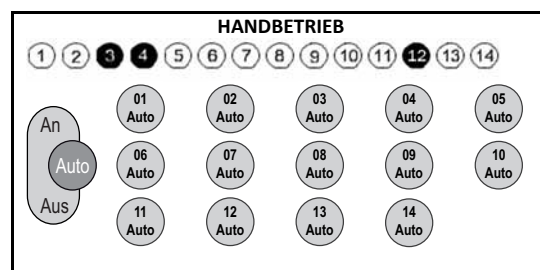 HANDBETRIEB
1 2 3 4 5 6 7 8 9 10 11 12 13 14
An
Auto
Aus
01 Auto
02 Auto
03 Auto
04 Auto
05 Auto
06 Auto
07 Auto
08 Auto
09 Auto
10 Auto
11 Auto
12 Auto
13 Auto
14 Auto